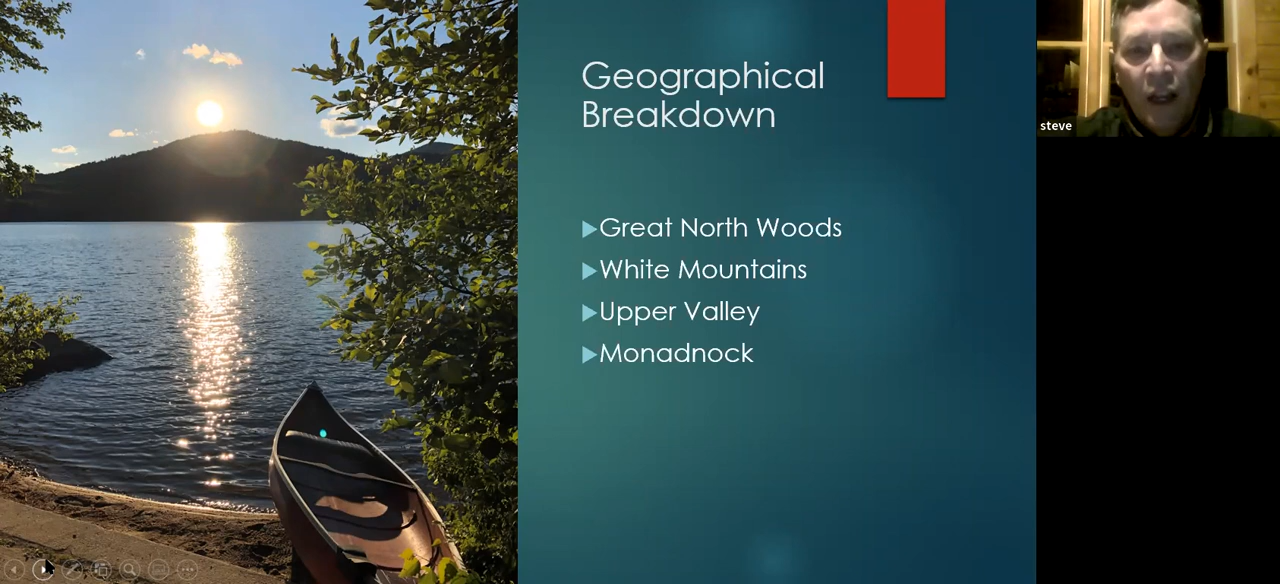 Geographical
Breakdown
Great North Woods
White Mountains
Upper Valley
Monadnock
steve